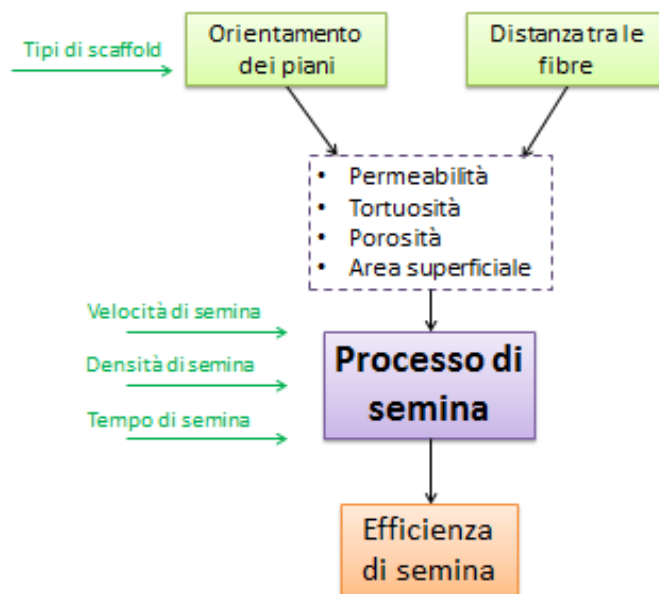 Tipi di scaffold
Orientamento
dei piani
Distanza tra le
fibre
• Permeabilità
• Tortuosità
• Porosità
• Area superficiale
Velocità di semina
Densità di semina
Tempo di semina
Processo di
semina
Efficienza
di semina